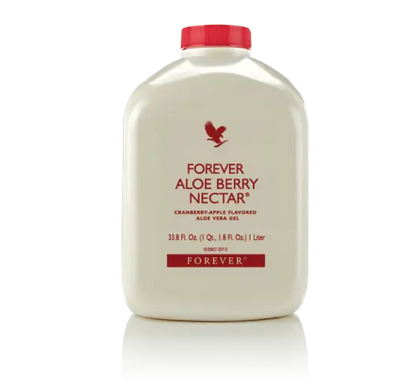 FOREVER
ALOE BERRY
NECTAR®
CRANBERRY-APPLE FLAVORED
ALOE VERA GEL
33.8 Fl. Oz. (1 Qt., 1.8 Fl. Oz.) 1 Liter
FOREVER®